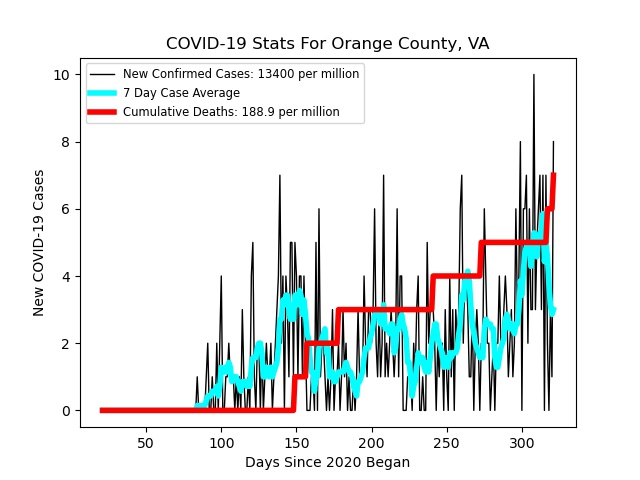 COVID-19 Stats For Orange County, VA
New Confirmed Cases: 13400 per million
7 Day Case Average
Cumulative Deaths: 188.9 per million
New COVID-19 Cases
10
8
6
4
2
0
50 100 150 200 250 300
Days Since 2020 Began